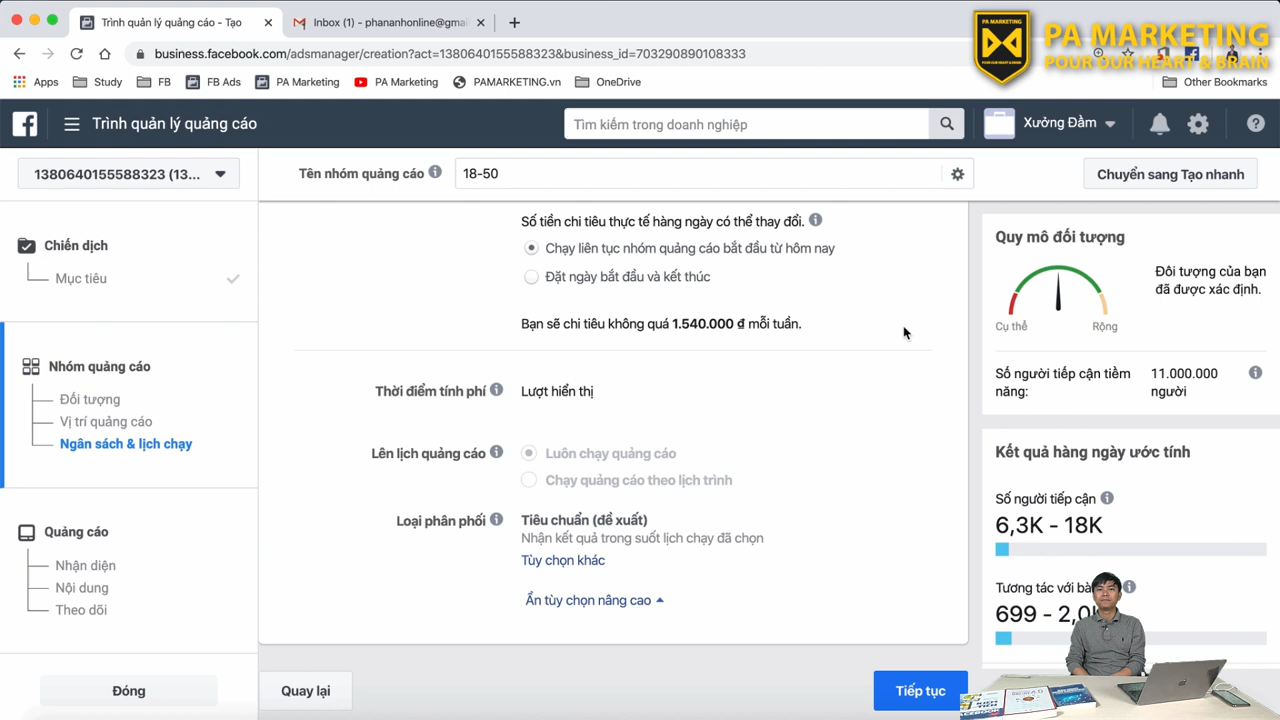 Trình quản lý quảng cáo - Tạo
Inbox (1) - phananhonline@gmai
PA MARKETING
PA MARKETING
POUR OUR HEART & BRAIN
business.facebook.com/adsmanager/creation?act=1380640155588323&business_id=703290890108333
Apps
Study
FB
FB Ads
PA Marketing
PA Marketing
PAMARKETING.vn
OneDrive
Other Bookmarks
Trình quản lý quảng cáo
Tìm kiếm trong doanh nghiệp
Xưởng Đầm
1380640155588323 (13...
Tên nhóm quảng cáo
18-50
Chuyển sang Tạo nhanh
Chiến dịch
Mục tiêu
Nhóm quảng cáo
Đối tượng
Vị trí quảng cáo
Ngân sách & lịch chạy
Quảng cáo
Nhận diện
Nội dung
Theo dõi
Đóng
Số tiền chi tiêu thực tế hàng ngày có thể thay đổi.
Chạy liên tục nhóm quảng cáo bắt đầu từ hôm nay
Đặt ngày bắt đầu và kết thúc
Bạn sẽ chi tiêu không quá 1.540.000 ₫ mỗi tuần.
Thời điểm tính phí
Lượt hiển thị
Lên lịch quảng cáo
Luôn chạy quảng cáo
Chạy quảng cáo theo lịch trình
Loại phân phối
Tiêu chuẩn (đề xuất)
Nhận kết quả trong suốt lịch chạy đã chọn
Tùy chọn khác
Ẩn tùy chọn nâng cao
Quay lại
Tiếp tục
Quy mô đối tượng
Cụ thể
Rộng
Đối tượng của bạn
đã được xác định.
Số người tiếp cận tiềm
năng:
11.000.000
người
Kết quả hàng ngày ước tính
Số người tiếp cận
6,3K - 18K
Tương tác với bà
699 - 2,0